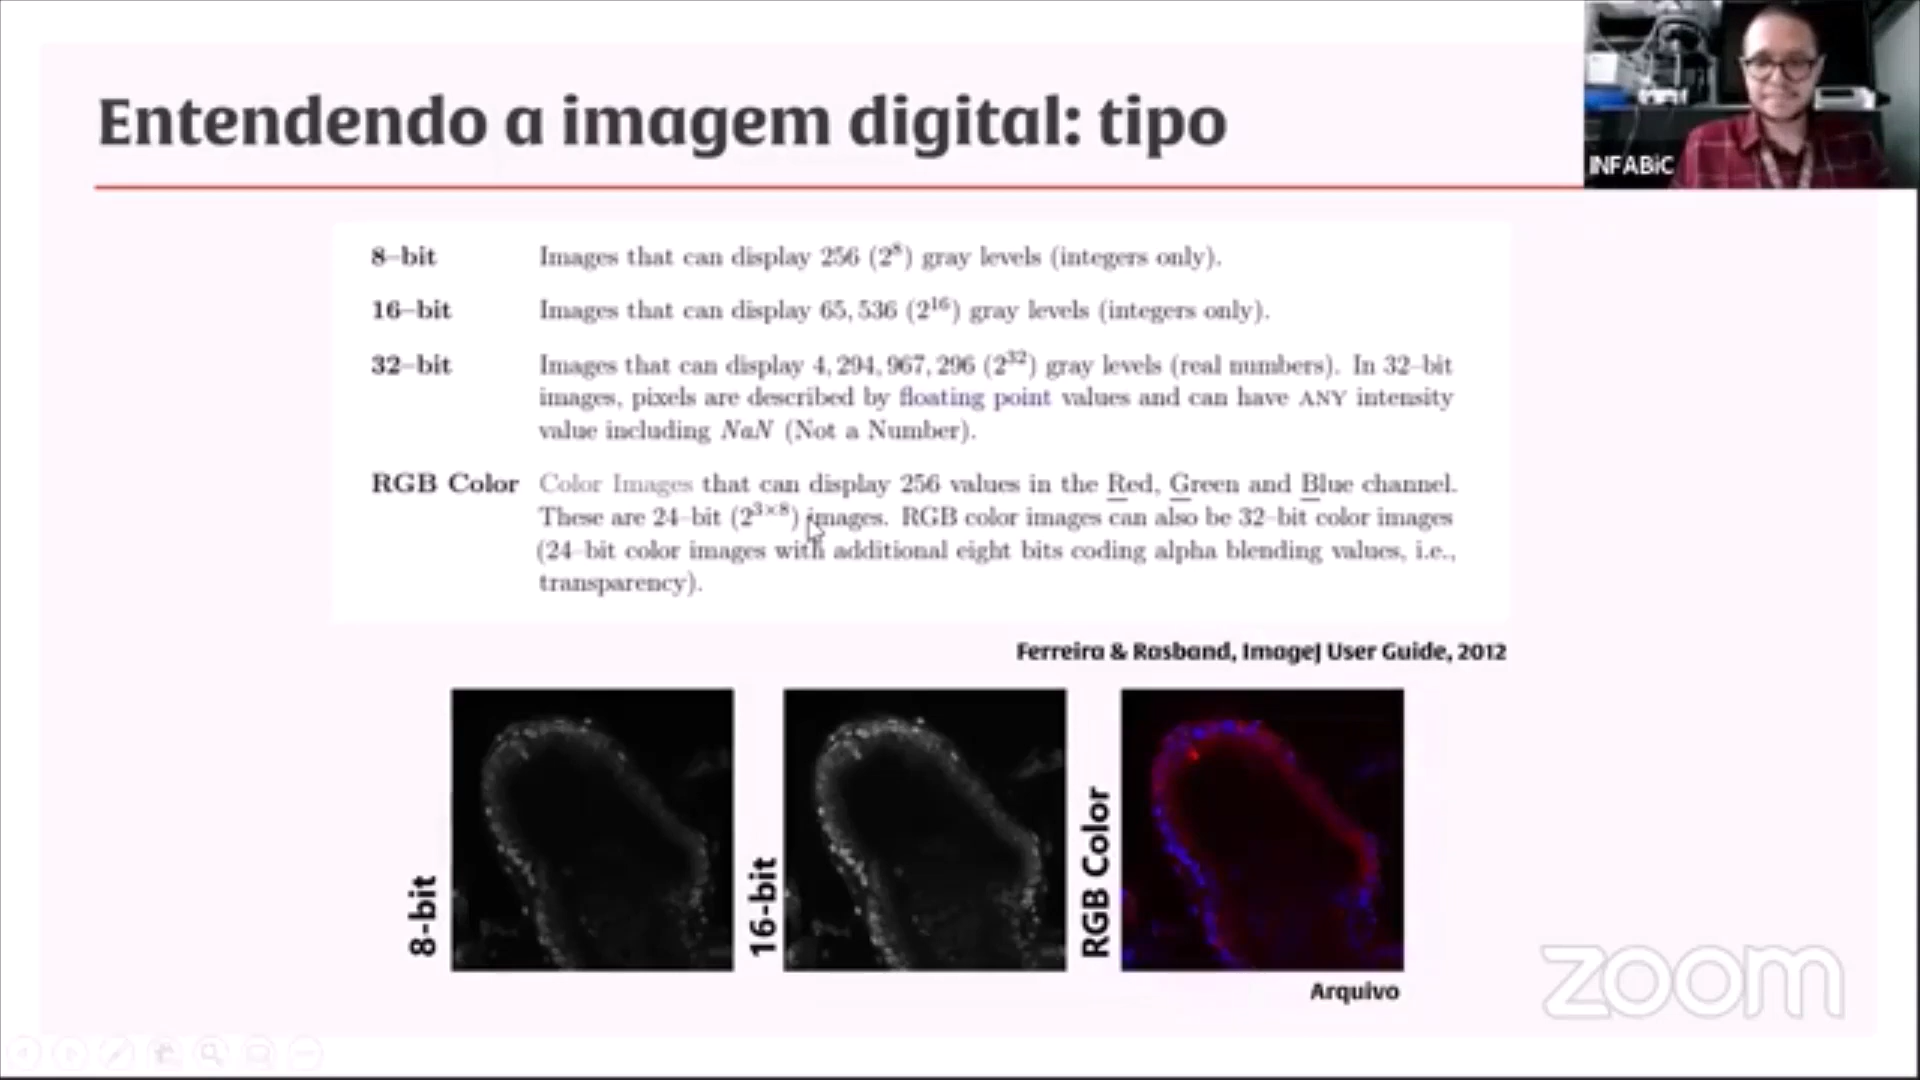 Entendendo a imagem digital: tipo
INFABiC
8–bit Images that can display 256 (2⁸) gray levels (integers only).
16–bit Images that can display 65,536 (2¹⁶) gray levels (integers only).
32–bit Images that can display 4,294,967,296 (2³²) gray levels (real numbers). In 32–bit
images, pixels are described by floating point values and can have ANY intensity
value including NaN (Not a Number).
RGB Color Color Images that can display 256 values in the Red, Green and Blue channel.
These are 24–bit (2³ˣ⁸) images. RGB color images can also be 32–bit color images
(24–bit color images with additional eight bits coding alpha blending values, i.e.,
transparency).
Ferreira & Rasband, ImageJ User Guide, 2012
8-bit
16-bit
RGB Color
Arquivo
zoom